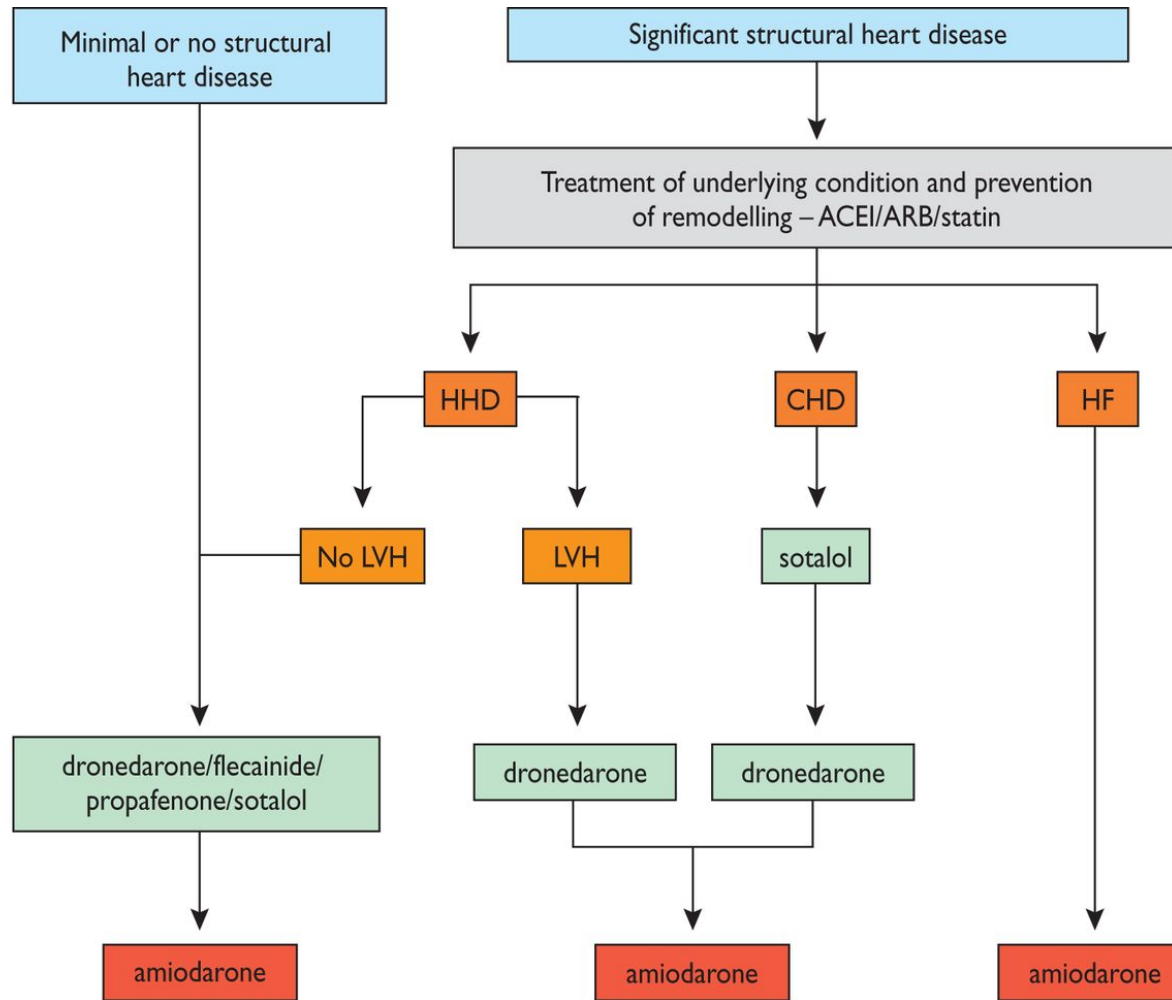 Minimal or no structural
heart disease
Significant structural heart disease
Treatment of underlying condition and prevention
of remodelling – ACEI/ARB/statin
HHD
CHD
HF
No LVH
LVH
sotalol
dronedarone/flecainide/
propafenone/sotalol
dronedarone
dronedarone
amiodarone
amiodarone
amiodarone